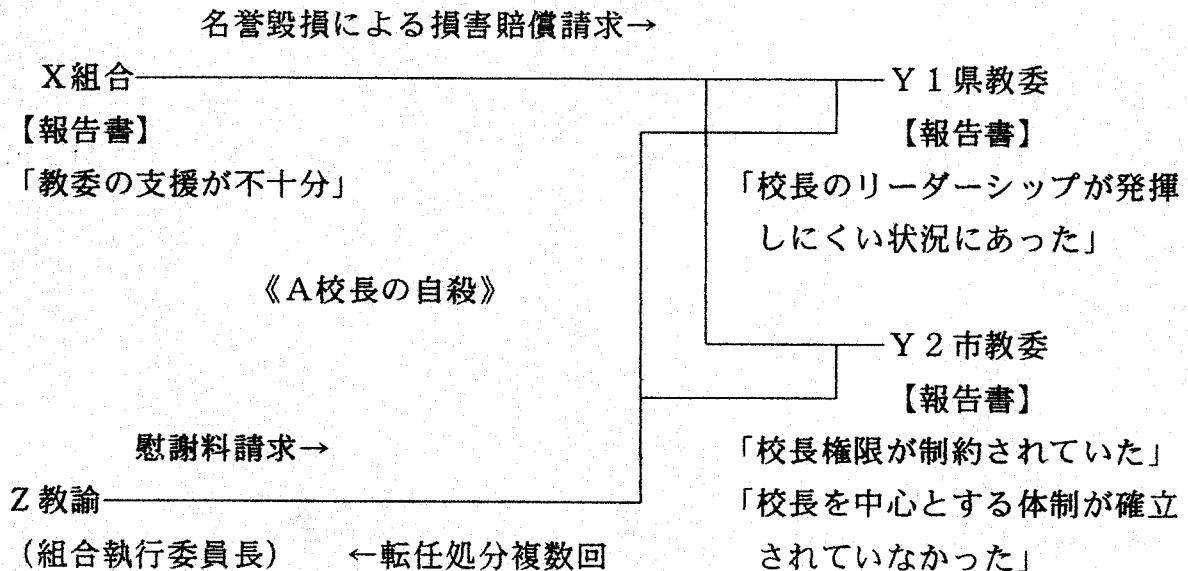 名誉毀損による損害賠償請求→
X組合
Y1県教委
【報告書】
【報告書】
「教委の支援が不十分」
「校長のリーダーシップが発揮
しにくい状況にあった」
《A校長の自殺》
Y2市教委
【報告書】
慰謝料請求→
「校長権限が制約されていた」
Z教諭
「校長を中心とする体制が確立
(組合執行委員長) ←転任処分複数回
されていなかった」